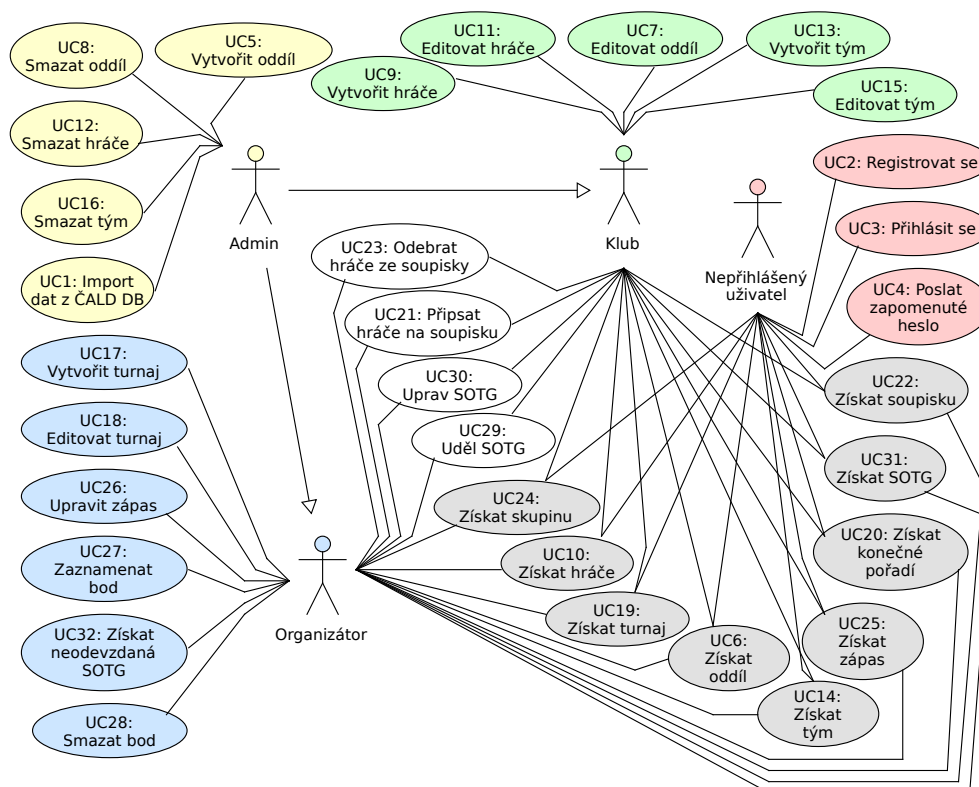 UC8:
Smazat oddíl
UC5:
Vytvořit oddíl
UC11:
Editovat hráče
UC7:
Editovat oddíl
UC13:
Vytvořit tým
UC9:
Vytvořit hráče
UC15:
Editovat tým
UC12:
Smazat hráče
UC16:
Smazat tým
UC1: Import
dat z ČALD DB
Admin
Klub
Nepřihlášený
uživatel
UC2: Registrovat se
UC3: Přihlásit se
UC4: Poslat
zapomenuté
heslo
UC23: Odebrat
hráče ze soupisky
UC21: Připsat
hráče na soupisku
UC30:
Uprav SOTG
UC29:
Uděl SOTG
UC17:
Vytvořit turnaj
UC18:
Editovat turnaj
UC26:
Upravit zápas
UC27:
Zaznamenat
bod
UC32: Získat
neodevzdaná
SOTG
UC28:
Smazat bod
Organizátor
UC22:
Získat soupisku
UC31:
Získat SOTG
UC24:
Získat skupinu
UC20: Získat
konečné
pořadí
UC10:
Získat hráče
UC19:
Získat turnaj
UC25:
Získat
zápas
UC6:
Získat
oddíl
UC14:
Získat
tým